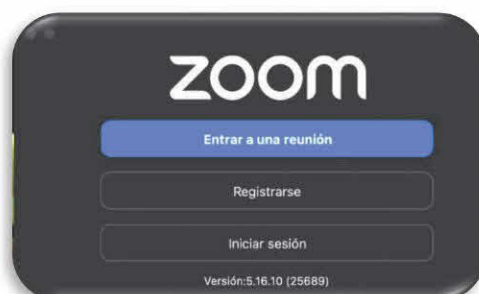 zoom
Entrar a una reunión
Registrarse
Iniciar sesión
Versión:5.16.10 (25689)